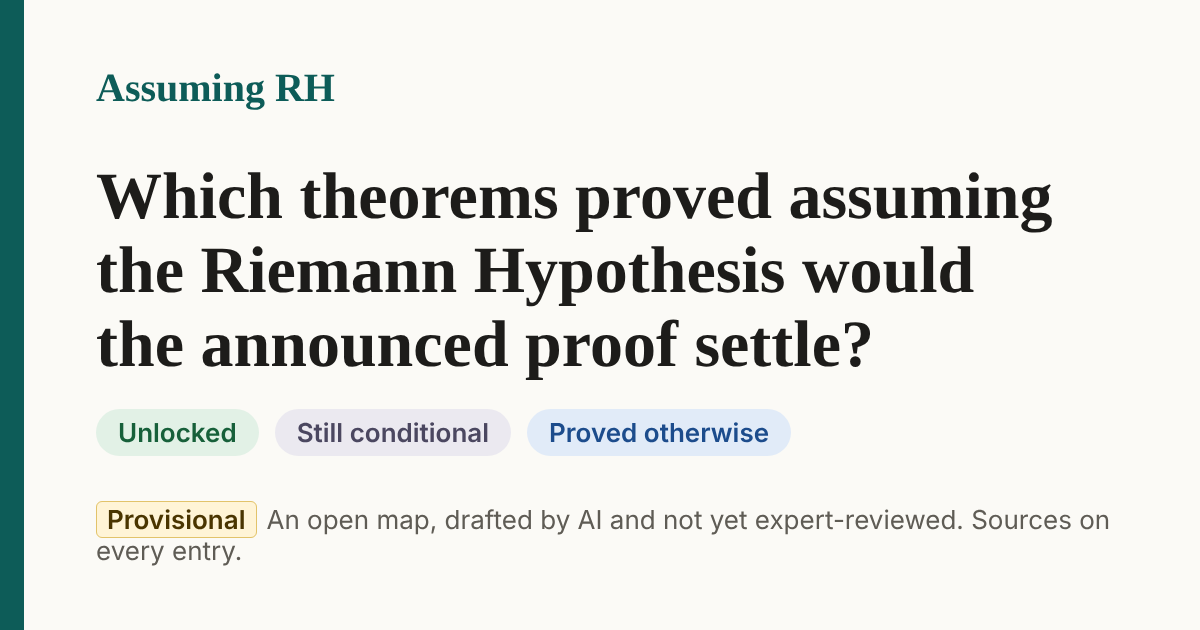 Assuming RH
Which theorems proved assuming
the Riemann Hypothesis would
the announced proof settle?
Unlocked Still conditional Proved otherwise
Provisional An open map, drafted by AI and not yet expert-reviewed. Sources on
every entry.